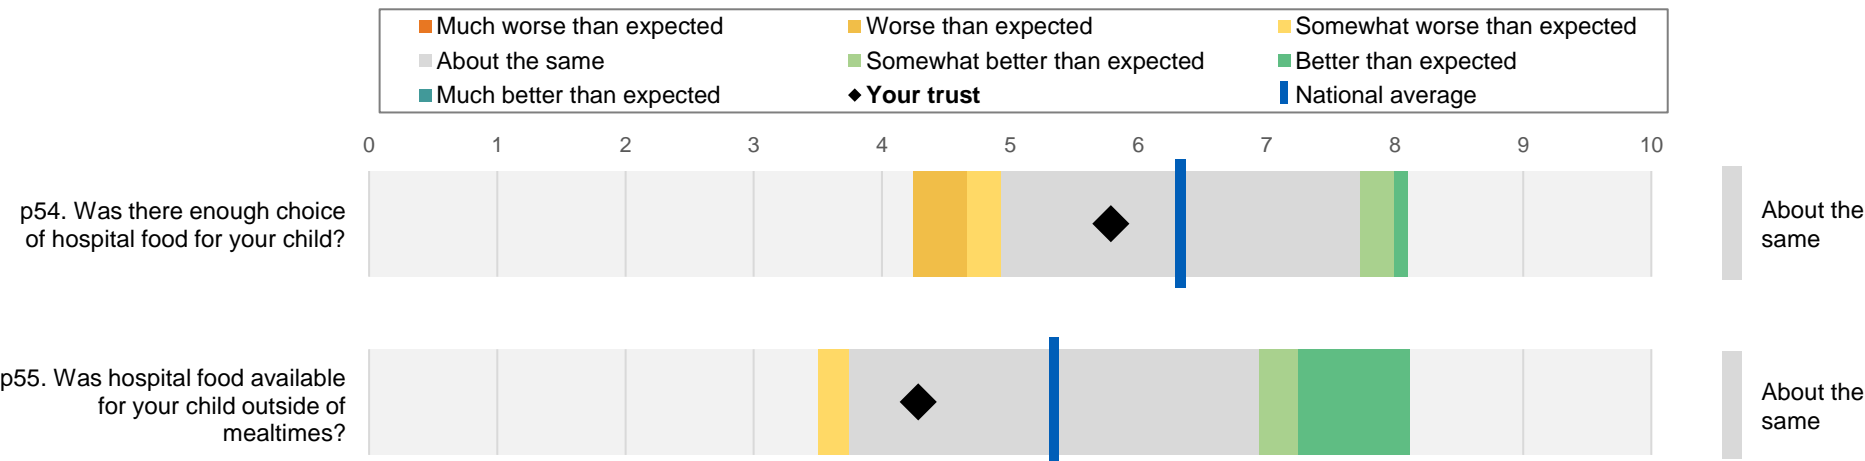 Much worse than expected
Worse than expected
Somewhat worse than expected
About the same
Somewhat better than expected
Better than expected
Much better than expected
Your trust
National average
0 1 2 3 4 5 6 7 8 9 10
p54. Was there enough choice
of hospital food for your child?
About the
same
p55. Was hospital food available
for your child outside of
mealtimes?
About the
same